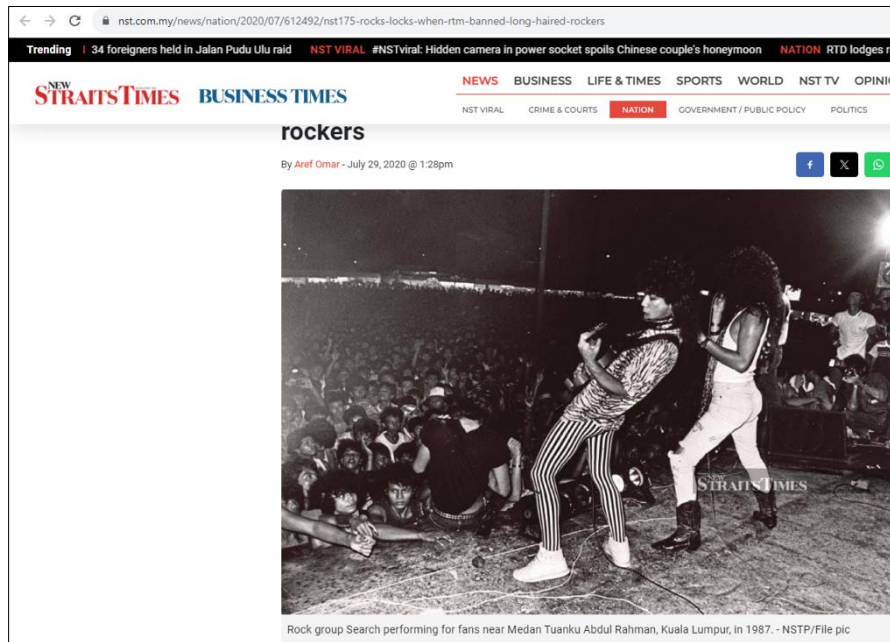 nst.com.my/news/nation/2020/07/612492/nst175-rocks-locks-when-rtm-banned-long-haired-rockers
Trending | 34 foreigners held in Jalan Pudu Ulu raid NST VIRAL #NSTviral: Hidden camera in power socket spoils Chinese couple's honeymoon NATION RTD lodges r
NEW STRAITS TIMES BUSINESS TIMES
NEWS BUSINESS LIFE & TIMES SPORTS WORLD NST TV OPINI
NST VIRAL CRIME & COURTS NATION GOVERNMENT / PUBLIC POLICY POLITICS
rockers
By Aref Omar - July 29, 2020 @ 1:28pm
NEW STRAITS TIMES
Rock group Search performing for fans near Medan Tuanku Abdul Rahman, Kuala Lumpur, in 1987. - NSTP/File pic